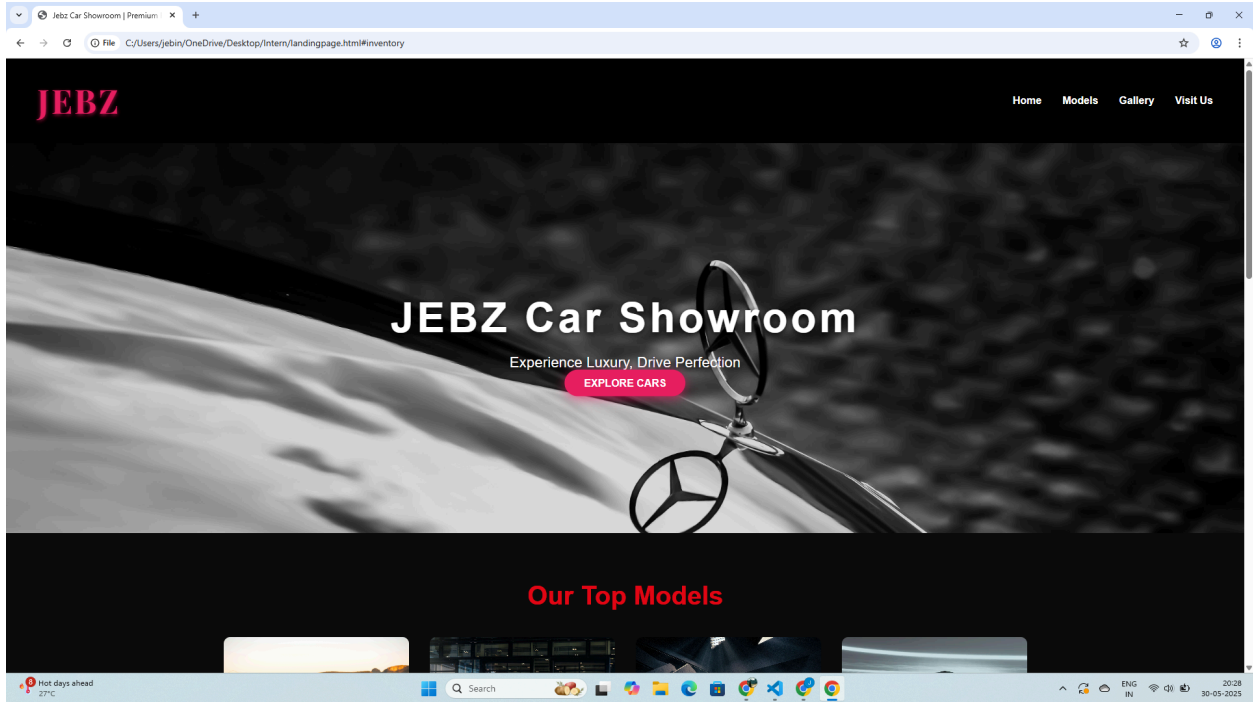 Jebz Car Showroom | Premium
File
C:/Users/jebin/OneDrive/Desktop/Intern/landingpage.html#inventory
JEBZ
Home
Models
Gallery
Visit Us
JEBZ Car Showroom
Experience Luxury, Drive Perfection
EXPLORE CARS
Our Top Models
8
Hot days ahead
27°C
Search
ENG
IN
20:28
30-05-2025